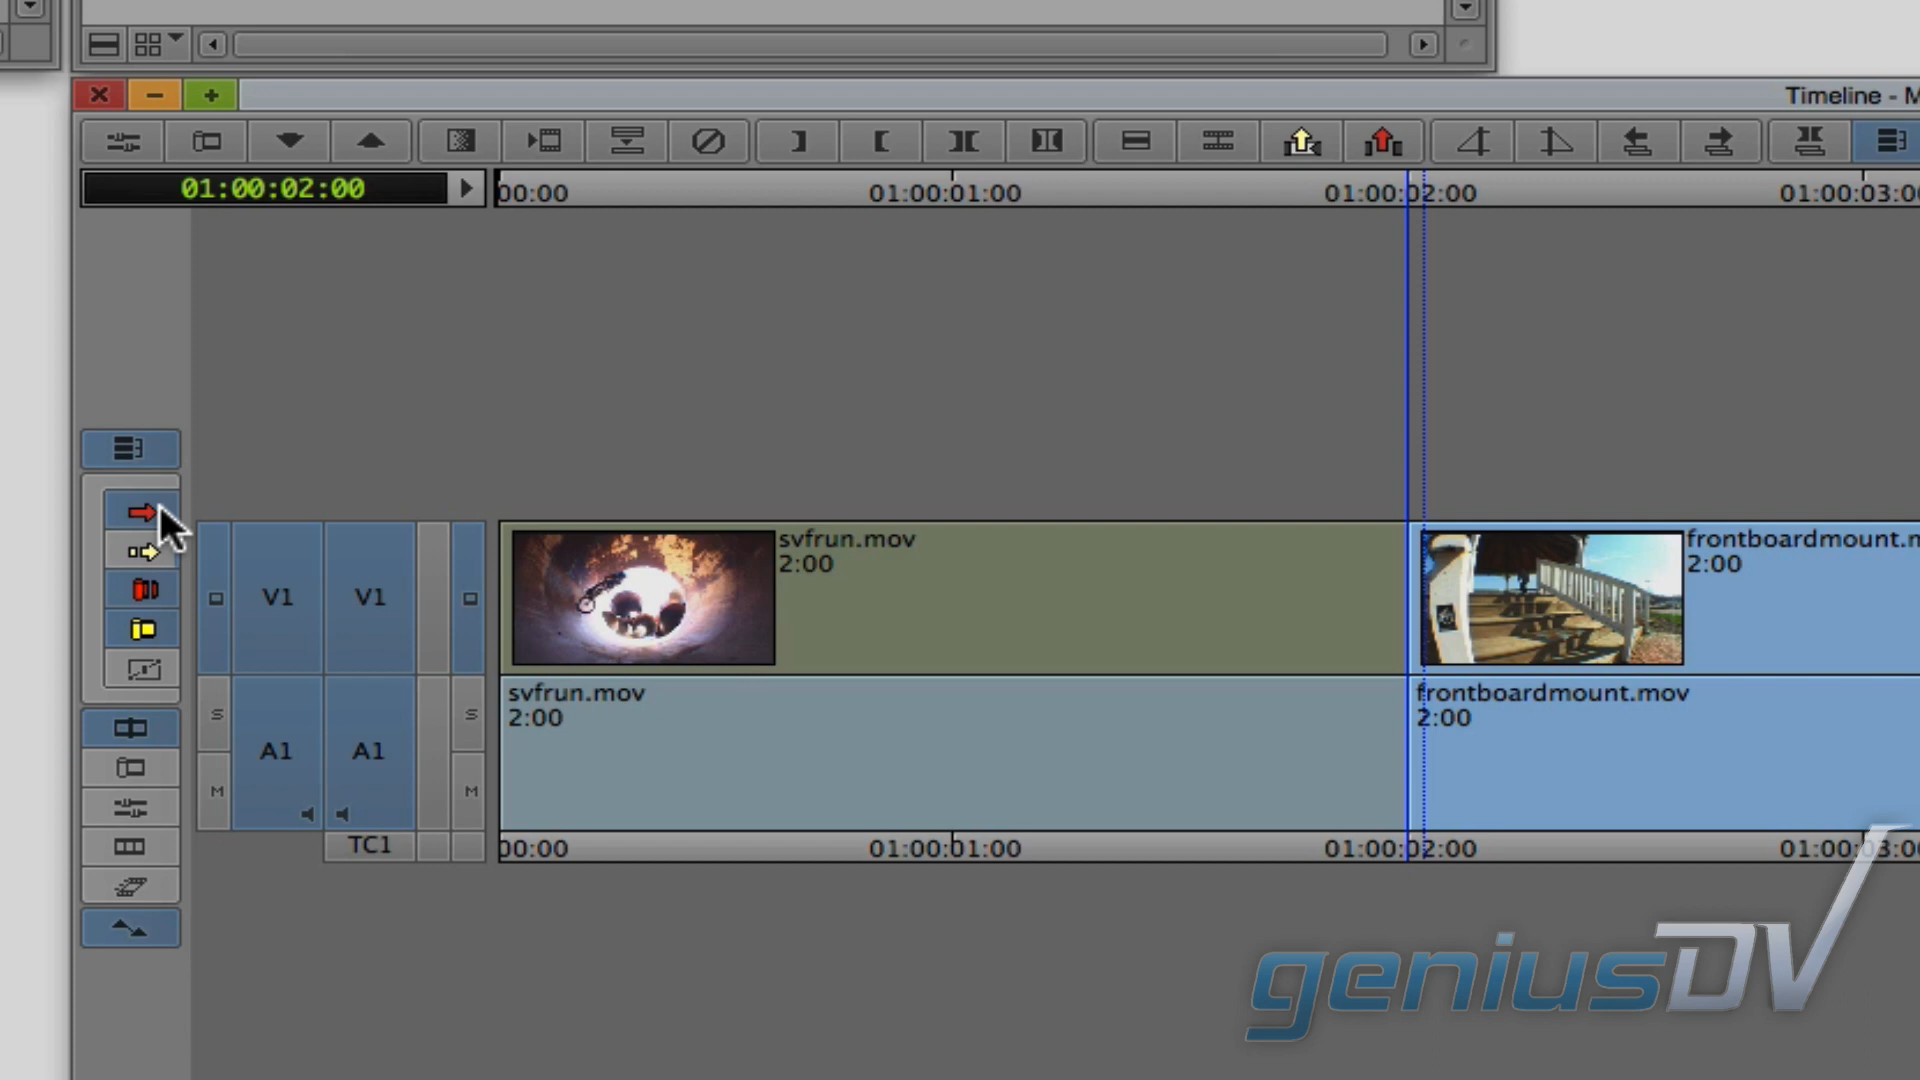 Timeline - M
01:00:02:00
00:00 01:00:01:00 01:00:02:00 01:00:03:00
V1 V1
svfrun.mov
2:00
frontboardmount.m
2:00
S S
A1 A1
M M
svfrun.mov
2:00
frontboardmount.mov
2:00
TC1
00:00 01:00:01:00 01:00:02:00 01:00:03:00
geniusDV